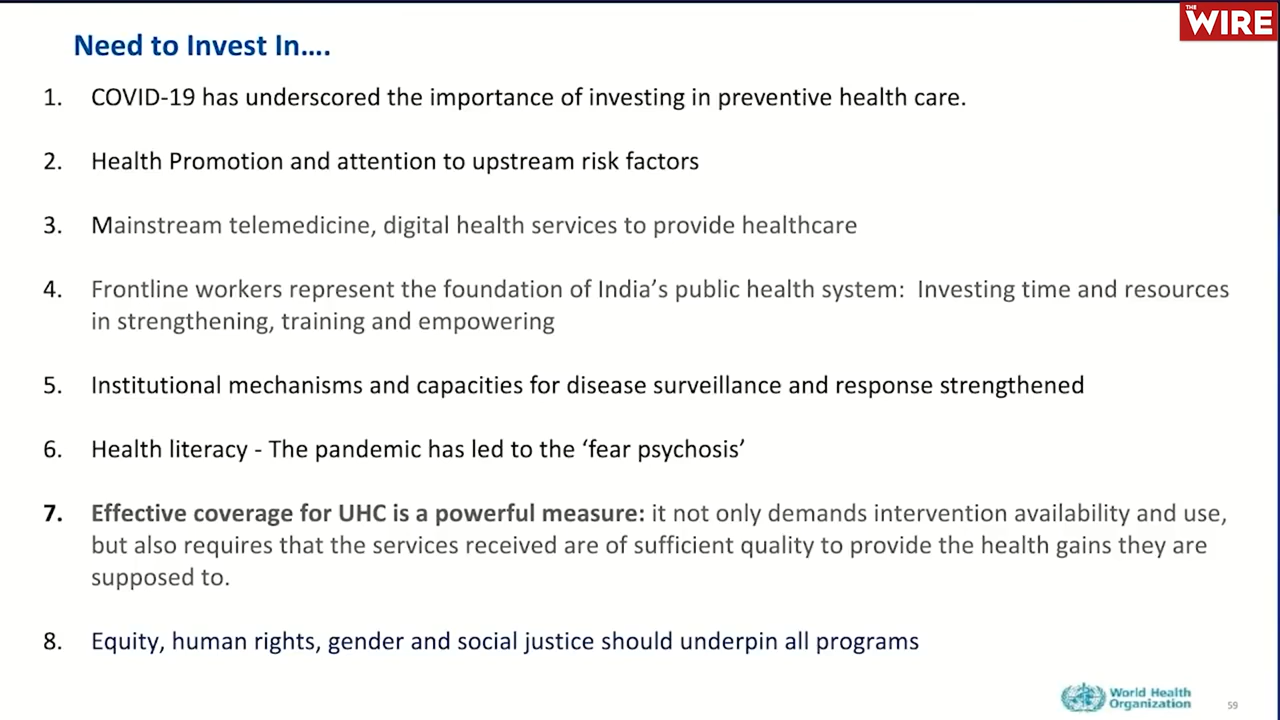 THE WIRE
Need to Invest In....
1. COVID-19 has underscored the importance of investing in preventive health care.
2. Health Promotion and attention to upstream risk factors
3. Mainstream telemedicine, digital health services to provide healthcare
4. Frontline workers represent the foundation of India’s public health system:  Investing time and resources
in strengthening, training and empowering
5. Institutional mechanisms and capacities for disease surveillance and response strengthened
6. Health literacy - The pandemic has led to the ‘fear psychosis’
7. Effective coverage for UHC is a powerful measure: it not only demands intervention availability and use,
but also requires that the services received are of sufficient quality to provide the health gains they are
supposed to.
8. Equity, human rights, gender and social justice should underpin all programs
World Health
Organization
59